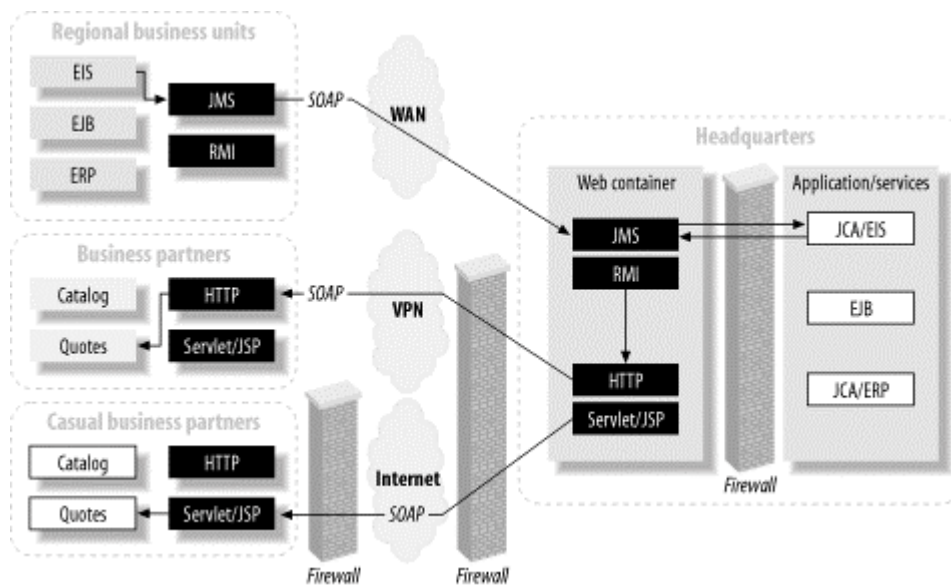 Regional business units
EIS
JMS
EJB
RMI
ERP
SOAP
WAN
Headquarters
Web container
Application/services
JMS
JCA/EIS
RMI
EJB
HTTP
JCA/ERP
Servlet/JSP
Firewall
Business partners
Catalog
HTTP
Quotes
Servlet/JSP
SOAP
VPN
Casual business partners
Catalog
HTTP
Quotes
Servlet/JSP
Internet
SOAP
Firewall
Firewall